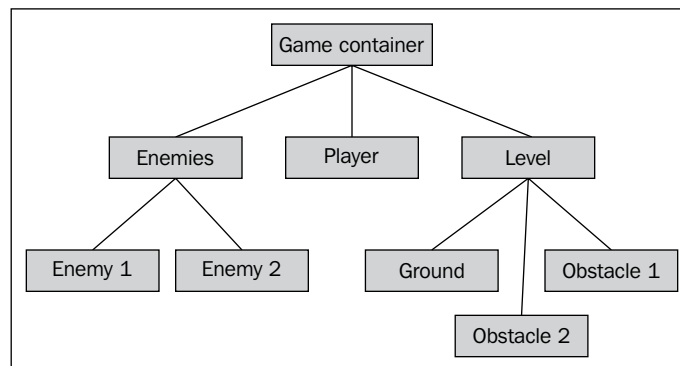 Game container
Enemies
Player
Level
Enemy 1
Enemy 2
Ground
Obstacle 1
Obstacle 2